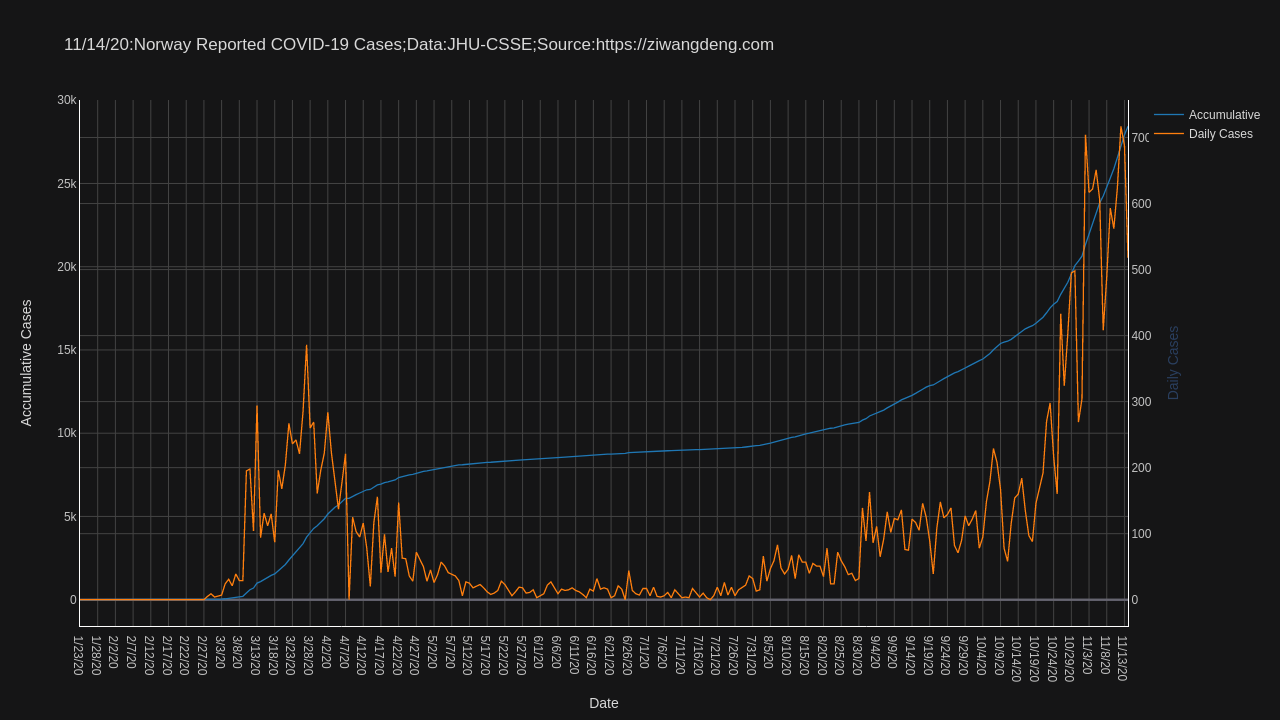 11/14/20:Norway Reported COVID-19 Cases;Data:JHU-CSSE;Source:https://ziwangdeng.com
30k
25k
20k
15k
10k
5k
0
Accumulative Cases
700
600
500
400
300
200
100
0
Daily Cases
Accumulative
Daily Cases
1/23/20 1/28/20 2/2/20 2/7/20 2/12/20 2/17/20 2/22/20 2/27/20 3/3/20 3/8/20 3/13/20 3/18/20 3/23/20 3/28/20 4/2/20 4/7/20 4/12/20 4/17/20 4/22/20 4/27/20 5/2/20 5/7/20 5/12/20 5/17/20 5/22/20 5/27/20 6/1/20 6/6/20 6/11/20 6/16/20 6/21/20 6/26/20 7/1/20 7/6/20 7/11/20 7/16/20 7/21/20 7/26/20 7/31/20 8/5/20 8/10/20 8/15/20 8/20/20 8/25/20 8/30/20 9/4/20 9/9/20 9/14/20 9/19/20 9/24/20 9/29/20 10/4/20 10/9/20 10/14/20 10/19/20 10/24/20 10/29/20 11/3/20 11/8/20 11/13/20
Date